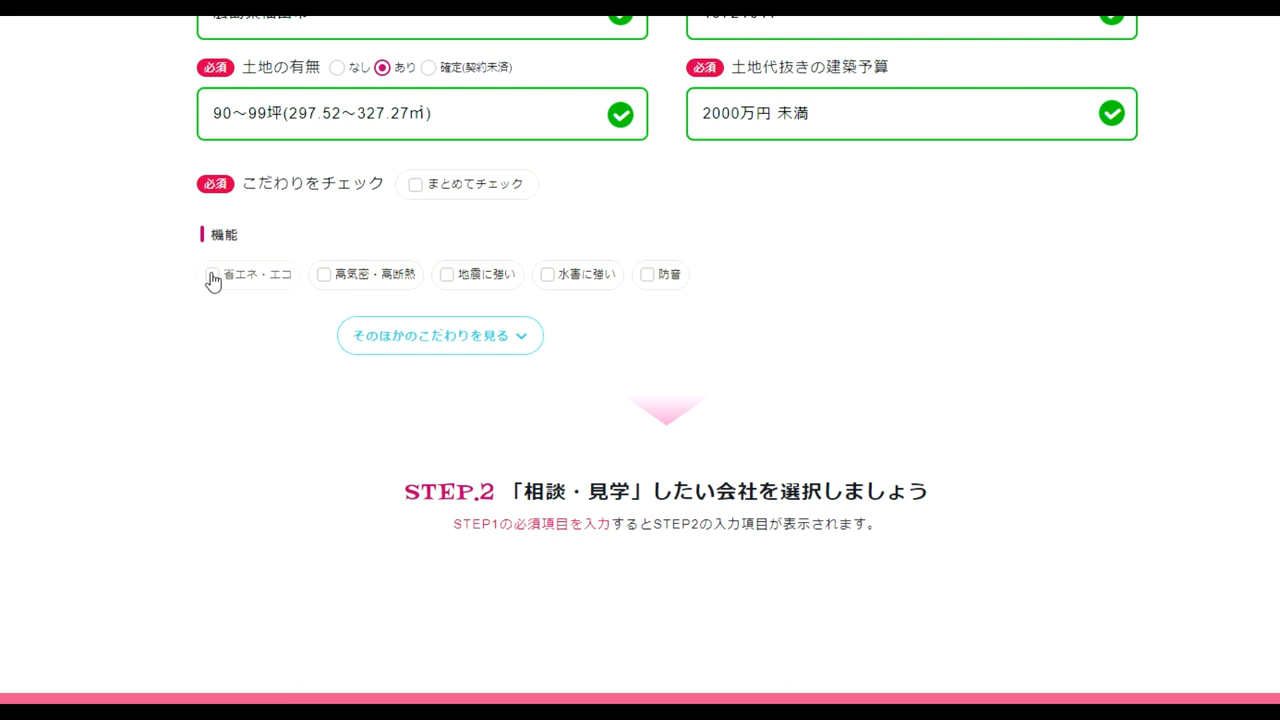 必須 土地の有無 なし あり 確定(契約未済)
必須 土地代抜きの建築予算
90～99坪(297.52～327.27㎡)
2000万円 未満
必須 こだわりをチェック まとめてチェック
機能
省エネ・エコ 高気密・高断熱 地震に強い 水害に強い 防音
そのほかのこだわりを見る
STEP.2 「相談・見学」したい会社を選択しましょう
STEP1の必須項目を入力するとSTEP2の入力項目が表示されます。